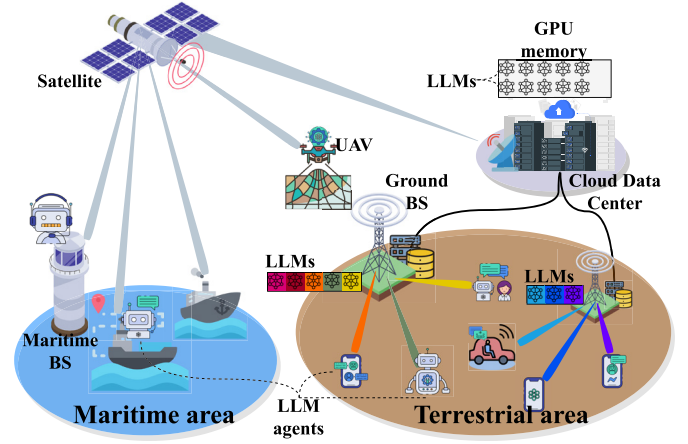 GPU
memory
LLMs
Satellite
UAV
Ground
BS
Cloud Data
Center
LLMs
LLMs
Maritime
BS
LLM
agents
Maritime area
Terrestrial area